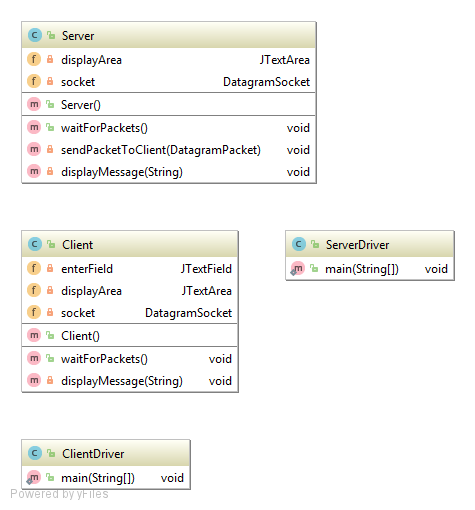 Server
displayArea JTextArea
socket DatagramSocket
Server()
waitForPackets() void
sendPacketToClient(DatagramPacket) void
displayMessage(String) void
Client
enterField JTextField
displayArea JTextArea
socket DatagramSocket
Client()
waitForPackets() void
displayMessage(String) void
ServerDriver
main(String[]) void
ClientDriver
main(String[]) void
Powered by yFiles